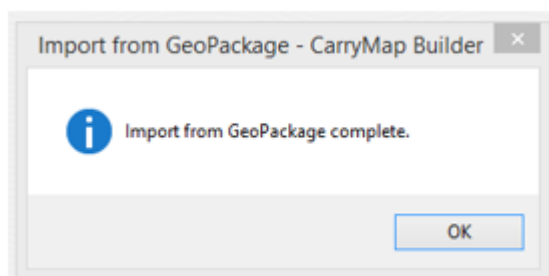 Import from GeoPackage - CarryMap Builder
Import from GeoPackage complete.
OK